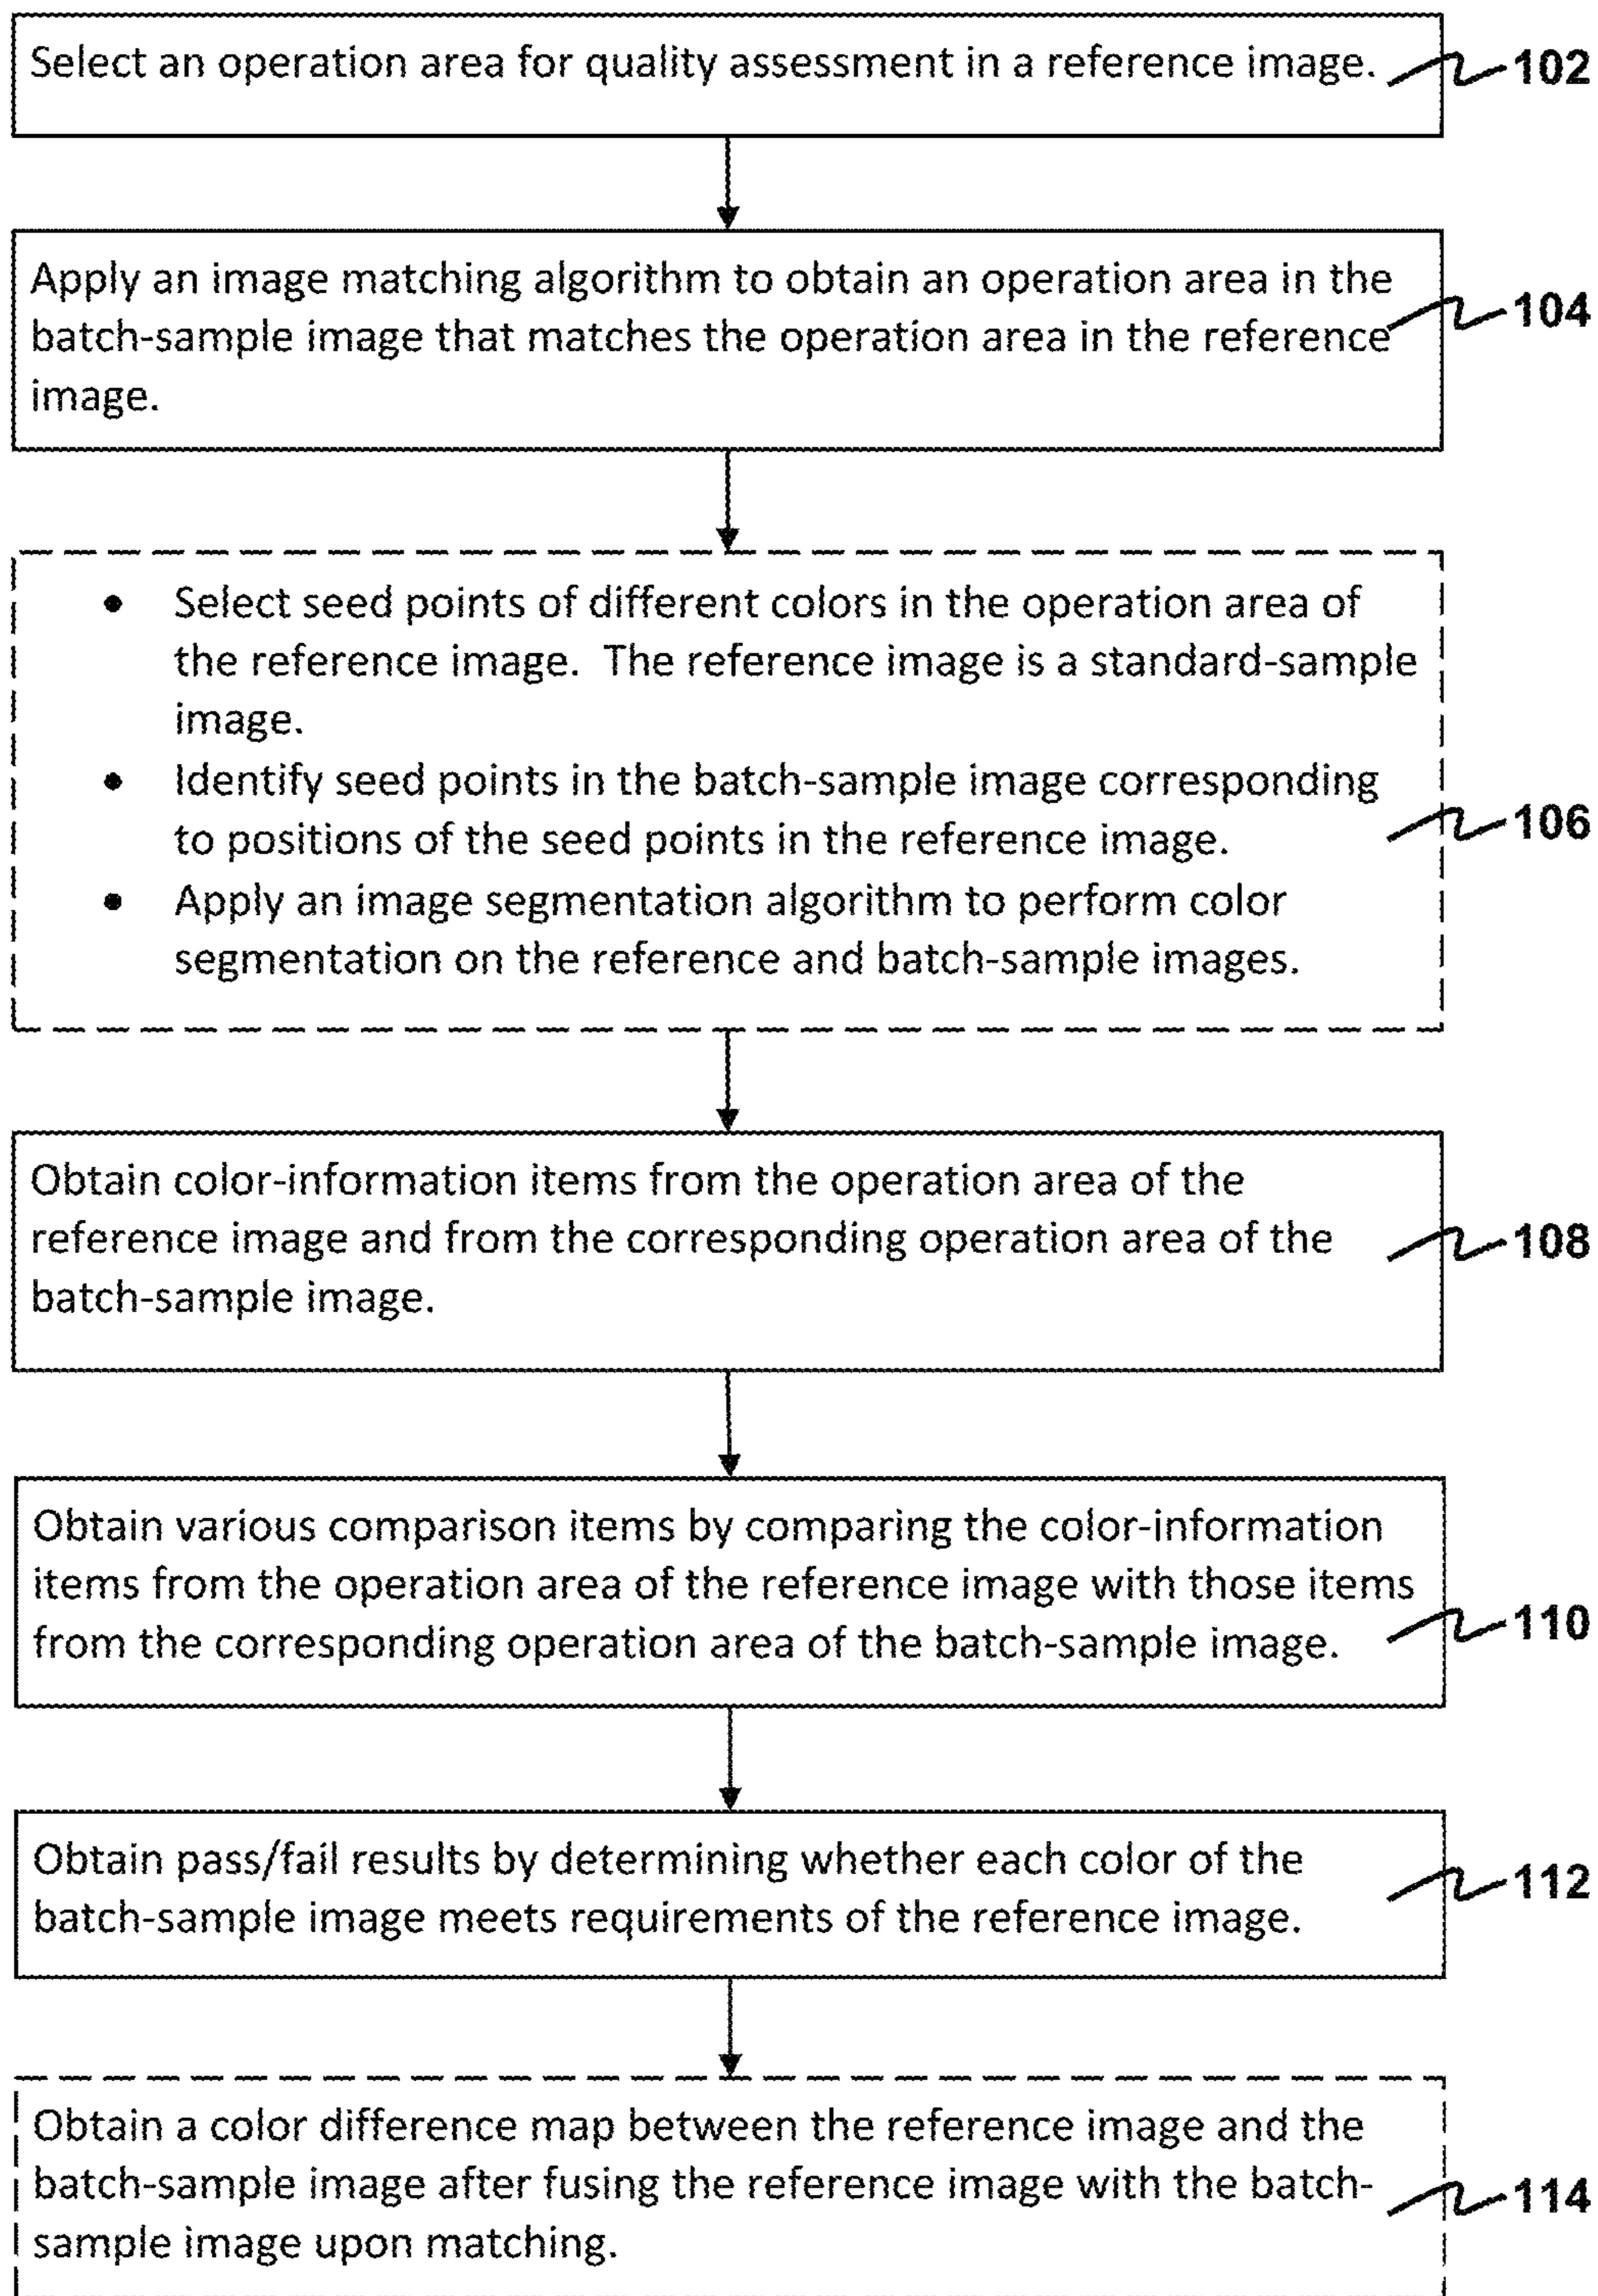 Select an operation area for quality assessment in a reference image.
102
Apply an image matching algorithm to obtain an operation area in the
batch-sample image that matches the operation area in the reference
image.
104
• Select seed points of different colors in the operation area of
the reference image. The reference image is a standard-sample
image.
• Identify seed points in the batch-sample image corresponding
to positions of the seed points in the reference image.
• Apply an image segmentation algorithm to perform color
segmentation on the reference and batch-sample images.
106
Obtain color-information items from the operation area of the
reference image and from the corresponding operation area of the
batch-sample image.
108
Obtain various comparison items by comparing the color-information
items from the operation area of the reference image with those items
from the corresponding operation area of the batch-sample image.
110
Obtain pass/fail results by determining whether each color of the
batch-sample image meets requirements of the reference image.
112
Obtain a color difference map between the reference image and the
batch-sample image after fusing the reference image with the batch-
sample image upon matching.
114